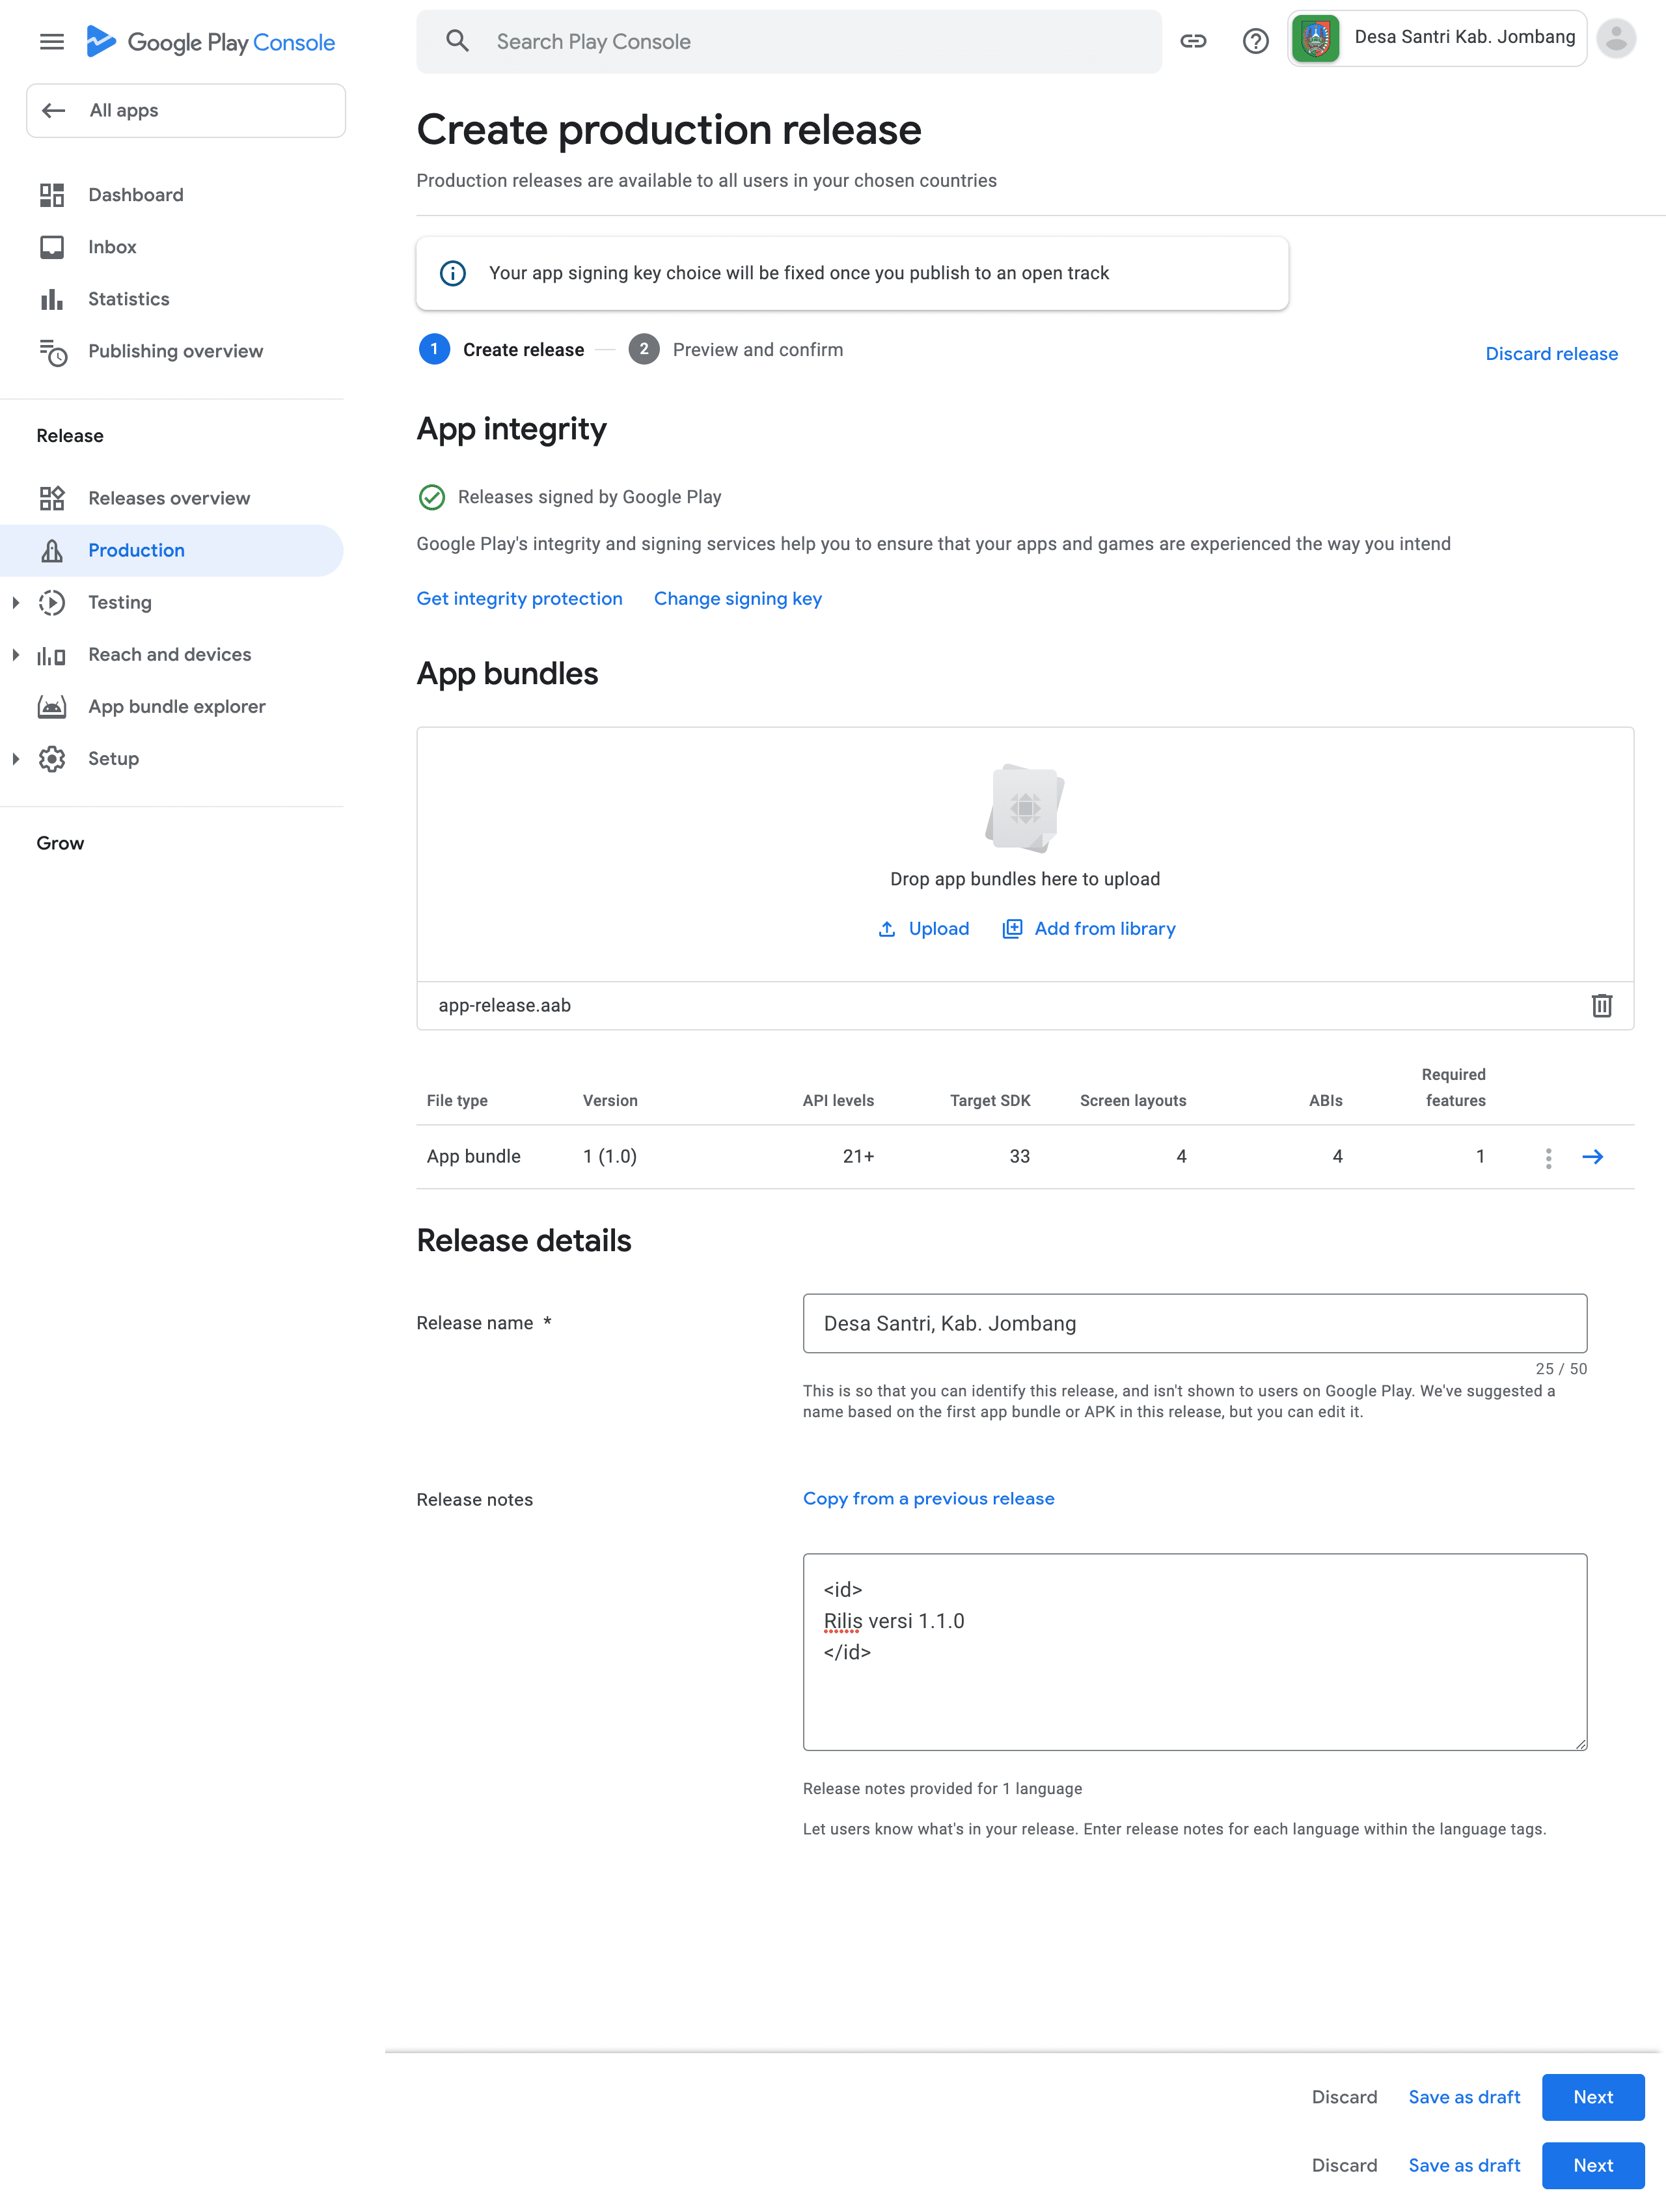 Google Play Console
Search Play Console
Desa Santri Kab. Jombang
All apps
Dashboard
Inbox
Statistics
Publishing overview
Release
Releases overview
Production
Testing
Reach and devices
App bundle explorer
Setup
Grow
Create production release
Production releases are available to all users in your chosen countries
Your app signing key choice will be fixed once you publish to an open track
1 Create release 2 Preview and confirm
Discard release
App integrity
Releases signed by Google Play
Google Play's integrity and signing services help you to ensure that your apps and games are experienced the way you intend
Get integrity protection Change signing key
App bundles
Drop app bundles here to upload
Upload Add from library
app-release.aab
File type Version API levels Target SDK Screen layouts ABIs Required features
App bundle 1 (1.0) 21+ 33 4 4 1
Release details
Release name *
Desa Santri, Kab. Jombang
25 / 50
This is so that you can identify this release, and isn't shown to users on Google Play. We've suggested a
name based on the first app bundle or APK in this release, but you can edit it.
Release notes
Copy from a previous release
<id>
Rilis versi 1.1.0
</id>
Release notes provided for 1 language
Let users know what's in your release. Enter release notes for each language within the language tags.
Discard Save as draft Next
Discard Save as draft Next